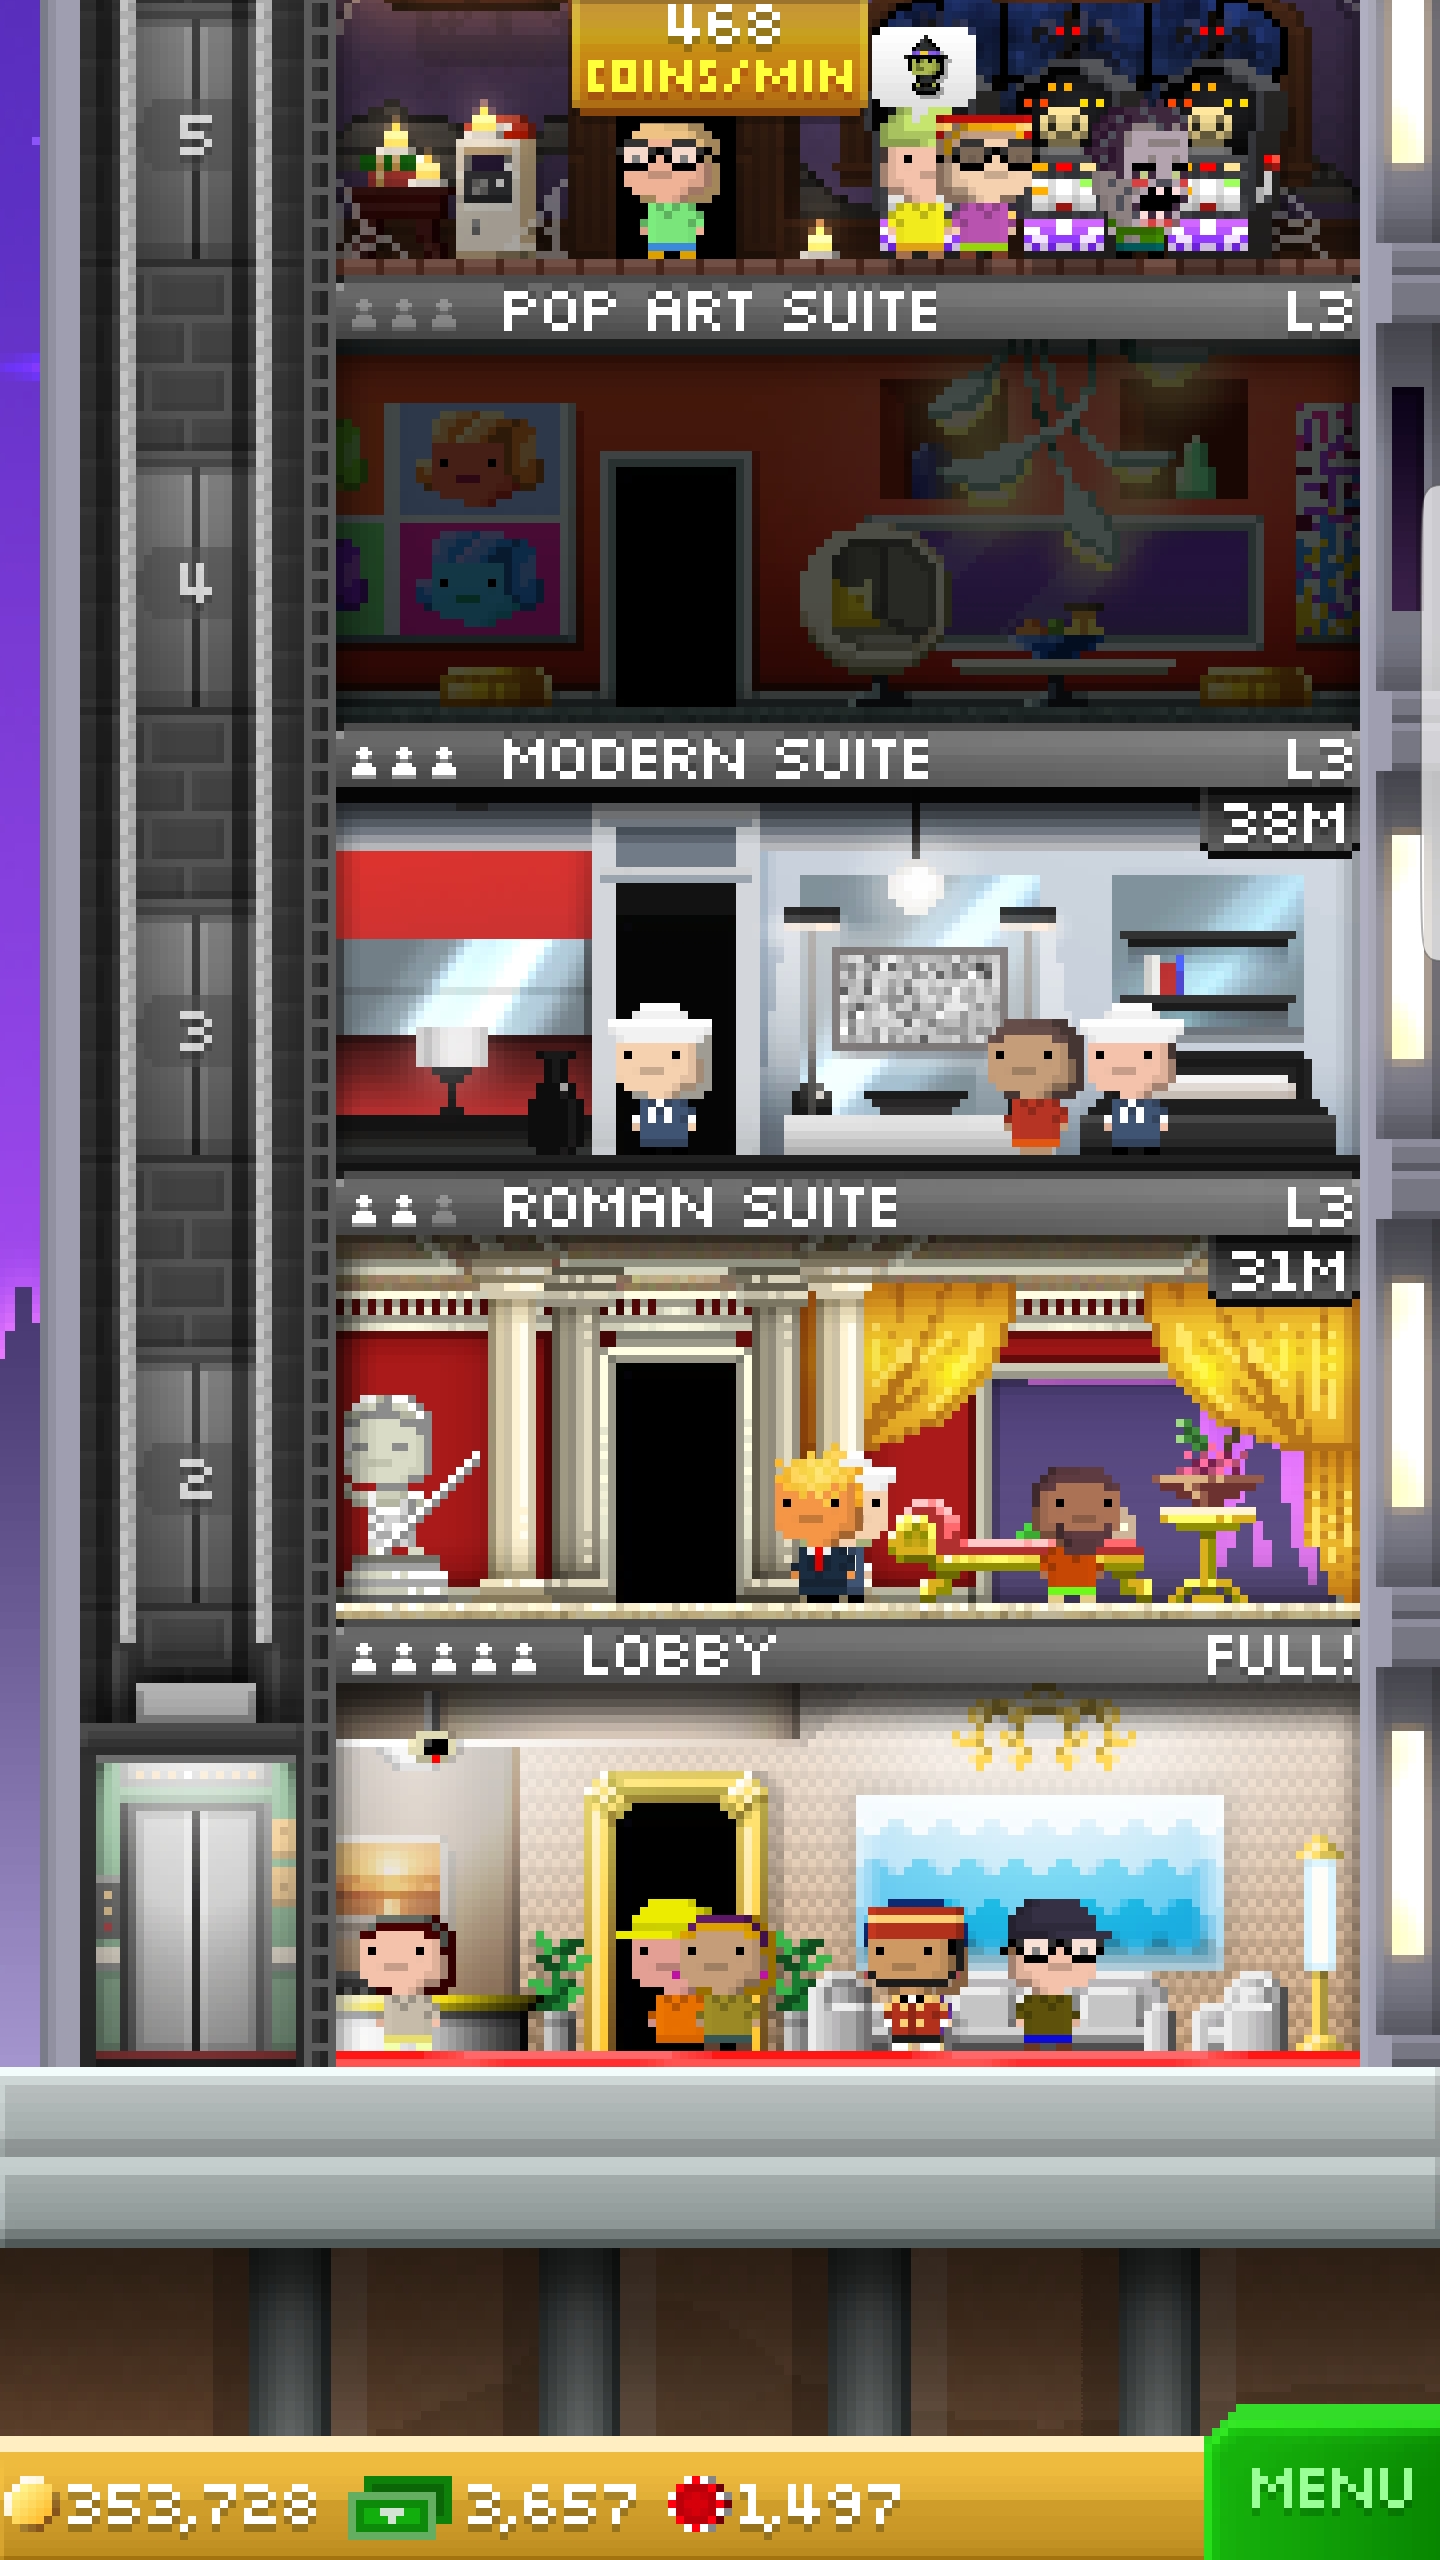 468
COINS/MIN
5
POP ART SUITE L3
4
MODERN SUITE L3
38M
3
ROMAN SUITE L3
31M
2
LOBBY FULL!
353,728 3,657 1,497
MENU